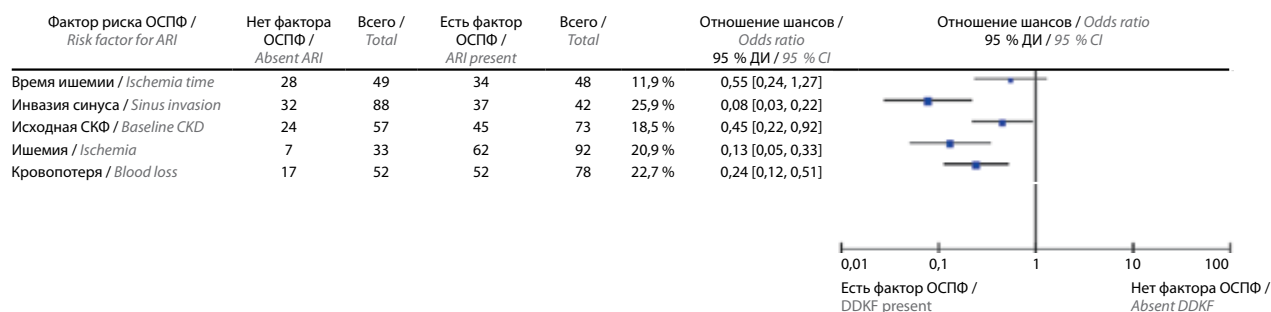 Фактор риска ОСПФ /
Risk factor for ARI
Нет фактора
ОСПФ /
Absent ARI
Всего /
Total
Есть фактор
ОСПФ /
ARI present
Всего /
Total
Отношение шансов /
Odds ratio
95 % ДИ / 95 % CI
Отношение шансов / Odds ratio
95 % ДИ / 95 % CI
Время ишемии / Ischemia time 28 49 34 48 11,9 % 0,55 [0,24, 1,27]
Инвазия синуса / Sinus invasion 32 88 37 42 25,9 % 0,08 [0,03, 0,22]
Исходная СКФ / Baseline CKD 24 57 45 73 18,5 % 0,45 [0,22, 0,92]
Ишемия / Ischemia 7 33 62 92 20,9 % 0,13 [0,05, 0,33]
Кровопотеря / Blood loss 17 52 52 78 22,7 % 0,24 [0,12, 0,51]
0,01 0,1 1 10 100
Есть фактор ОСПФ /
DDKF present
Нет фактора ОСПФ /
Absent DDKF